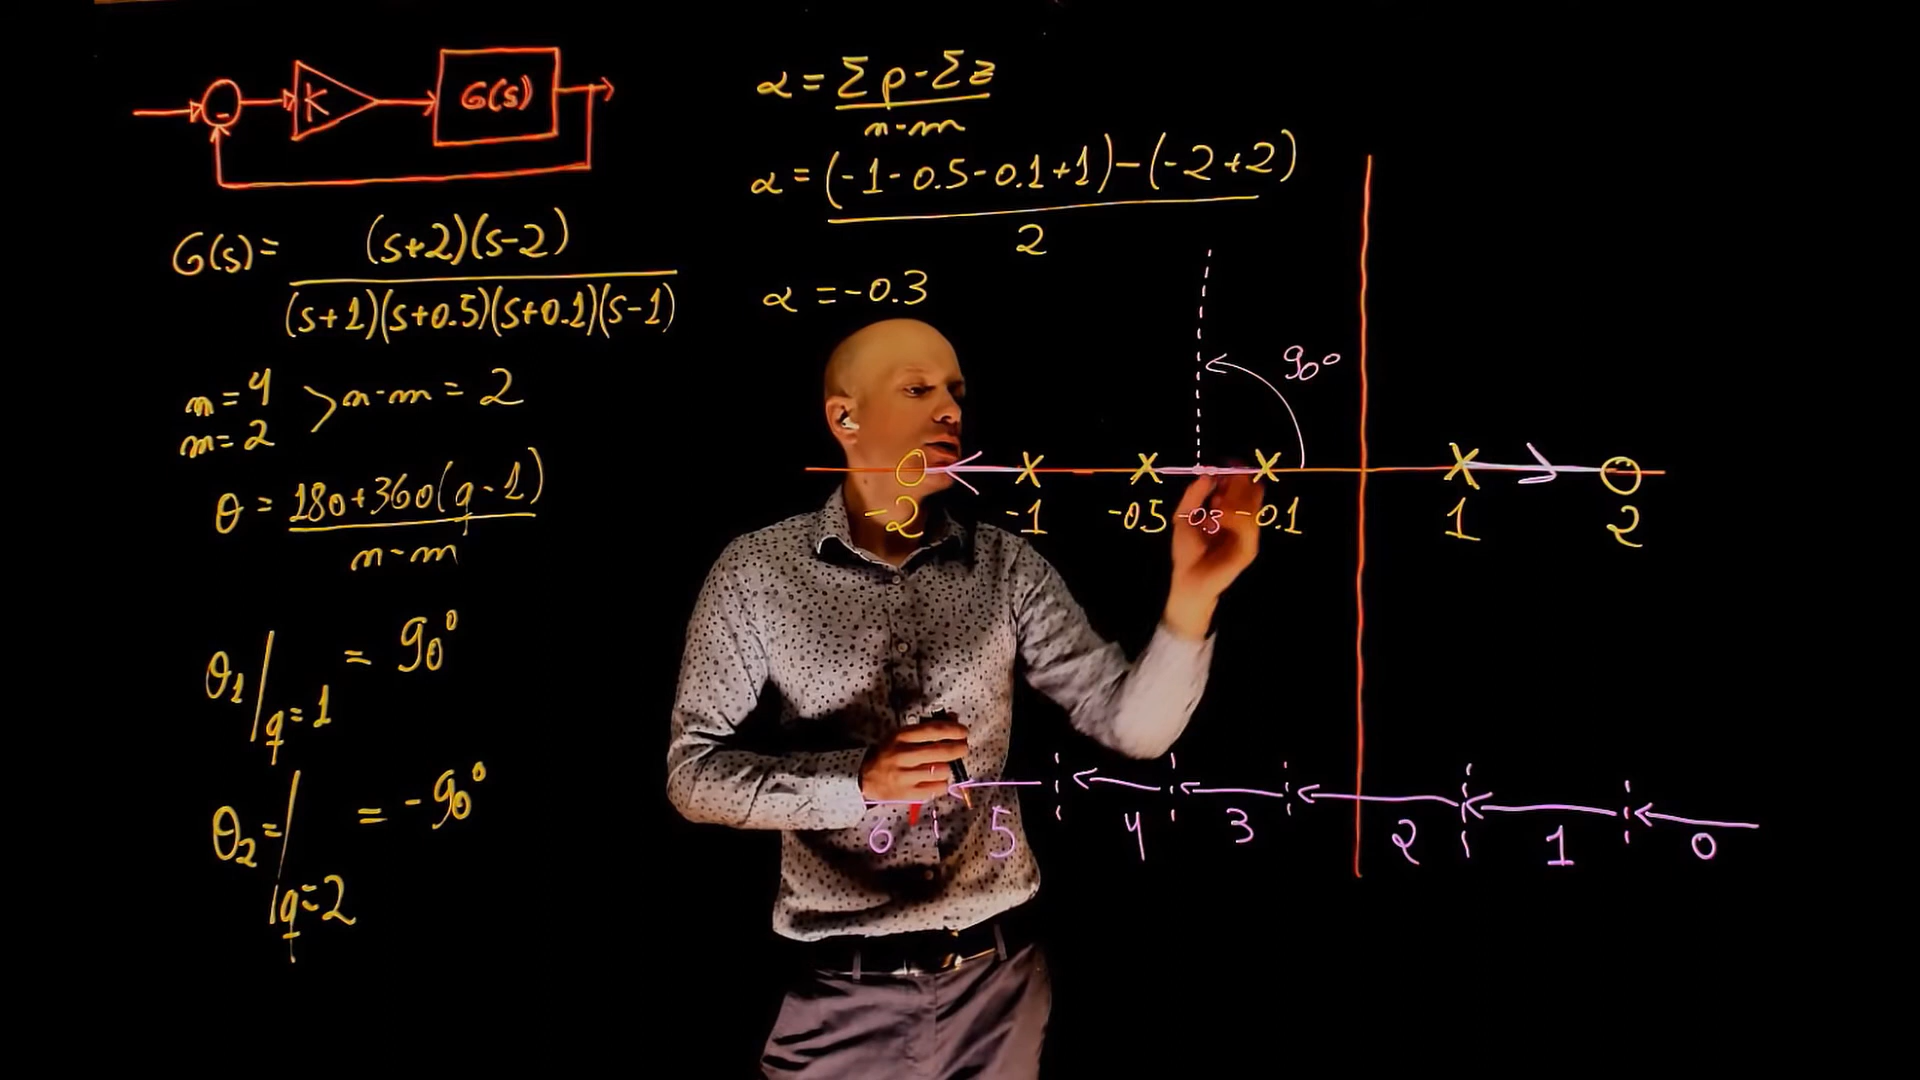 K
G(s)
G(s) = (s+2)(s-2)
(s+1)(s+0.5)(s+0.1)(s-1)
n=4
m=2
>n-m = 2
θ = 180+360(q-1)
n-m
θ1/q=1 = 90°
θ2=/q=2 = -90°
α = Σp-Σz
n-m
α = (-1-0.5-0.1+1)-(-2+2)
2
α = -0.3
90°
-2 -1 -0.5 -0.3 -0.1 1 2
6 5 4 3 2 1 0